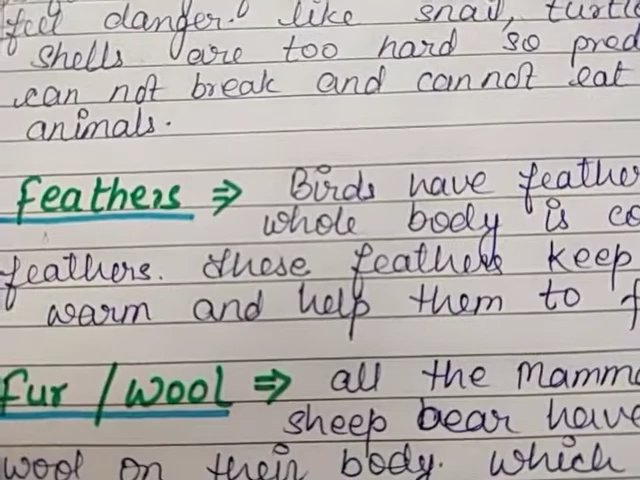 feel danger. like snail, turtl
shells are too hard so pred
can not break and can not eat
animals.
Feathers ⇒ Birds have feather
whole body is co
feathers. these feathers keep
warm and help them to f
Fur / wool ⇒ all the mamma
sheep bear have
wool on their body. which